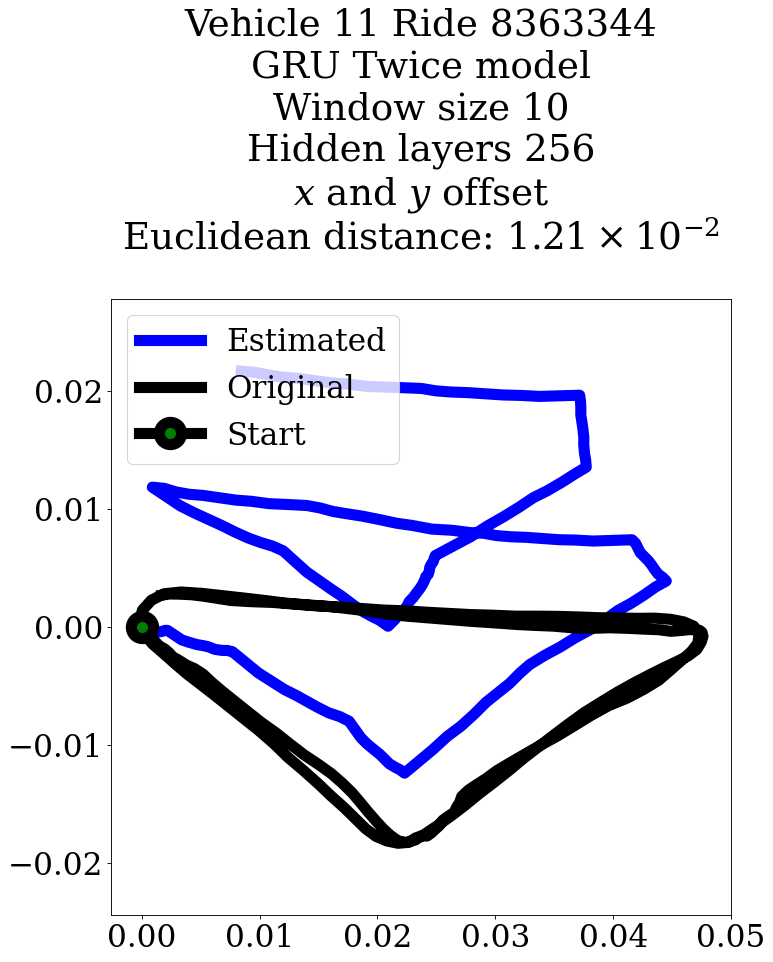 Vehicle 11 Ride 8363344
GRU Twice model
Window size 10
Hidden layers 256
x and y offset
Euclidean distance: 1.21 × 10⁻²
Estimated
Original
Start
0.02
0.01
0.00
−0.01
−0.02
0.00 0.01 0.02 0.03 0.04 0.05